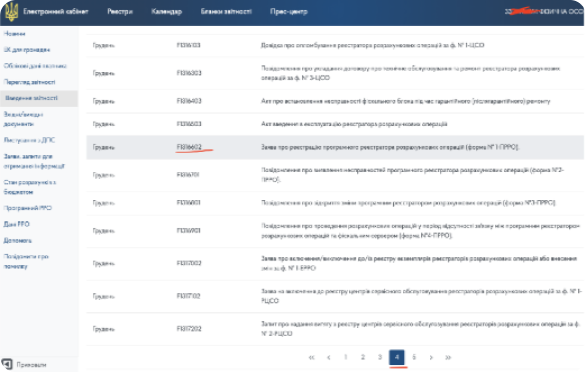 Електронний кабінет
Реєстри
Календар
Бланки звітності
Прес-центр
ФІЗИЧНА ОСО
Новини
ЕК для громадян
Облікові дані платника
Перегляд звітності
Введення звітності
Вхідні/вихідні
документи
Листування з ДПС
Заяви, запити для
отримання інформації
Стан розрахунків з
бюджетом
Програмний РРО
Дані РРО
Допомога
Повідомити про
помилку
Приховати
Грудень F1316103 Довідка про опломбування реєстратора розрахункових операцій за ф. № 1-ЦСО
Грудень F1316303 Повідомлення про укладання договору про технічне обслуговування та ремонт реєстратора розрахункових
операцій за ф. № 3-ЦСО
Грудень F1316403 Акт про встановлення несправності фіскального блока під час гарантійного (післягарантійного) ремонту
Грудень F1316503 Акт введення в експлуатацію реєстратора розрахункових операцій
Грудень F1316602 Заява про реєстрацію програмного реєстратора розрахункових операцій (форма №1-ПРРО).
Грудень F1316701 Повідомлення про виявлення несправностей програмного реєстратора розрахункових операцій (форма №2-
ПРРО).
Грудень F1316801 Повідомлення про відкриття зміни програмним реєстратором розрахункових операцій (форма №3-ПРРО)
Грудень F1316901 Повідомлення про проведення розрахункових операцій у період відсутності зв'язку між програмним реєстратором
розрахункових операцій та фіскальним сервером (форма №4-ПРРО).
Грудень F1317002 Заява про включення/виключення до/із реєстру екземплярів реєстраторів розрахункових операцій або внесення
змін за ф. № 1-ЕРРО
Грудень F1317102 Заява на включення до реєстру центрів сервісного обслуговування реєстраторів розрахункових операцій за ф. № 1-
РЦСО
Грудень F1317202 Запит про надання витягу з реєстру центрів сервісного обслуговування реєстраторів розрахункових операцій за ф.
№ 2-РЦСО
« ‹ 1 2 3 4 5 › »